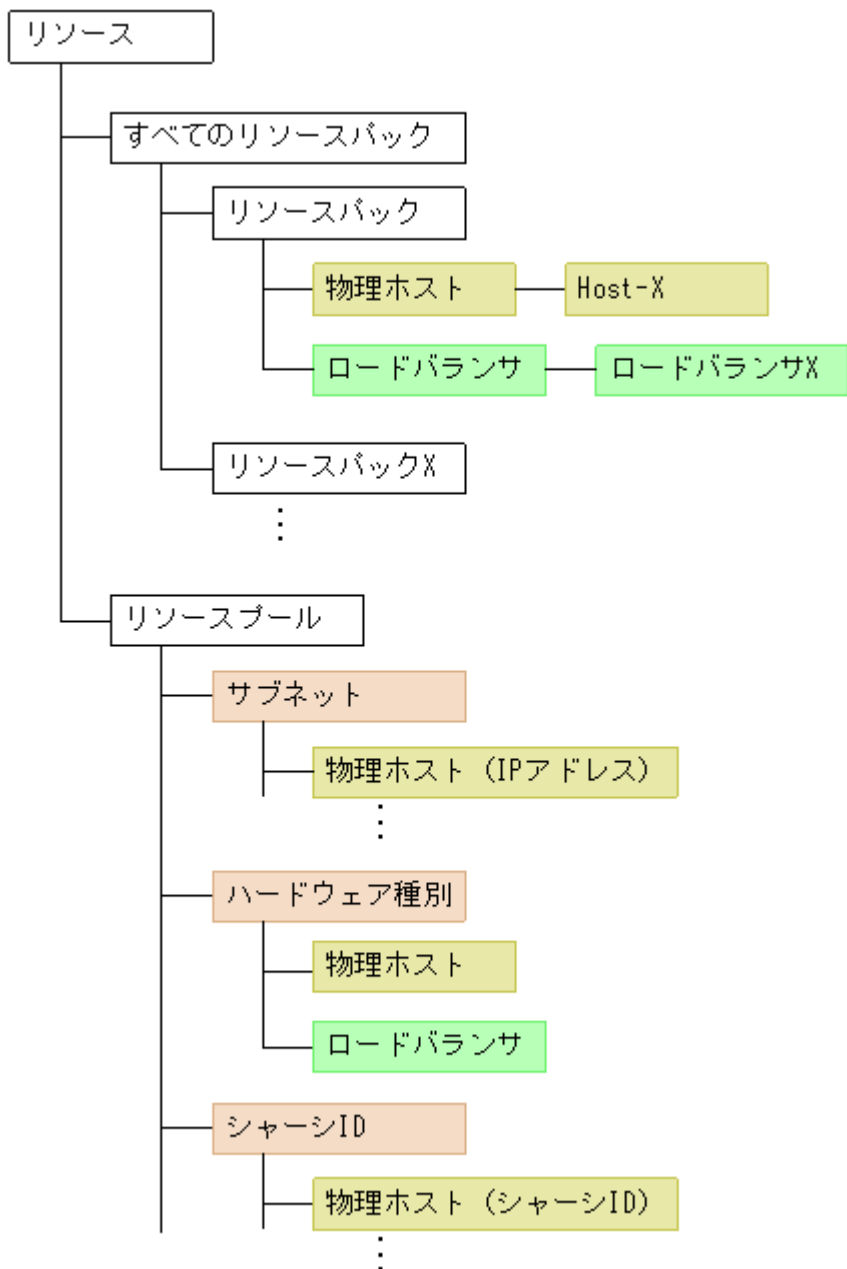 リソース
すべてのリソースパック
リソースパック
物理ホスト
Host-X
ロードバランサ
ロードバランサX
リソースパックX
リソースプール
サブネット
物理ホスト（IPアドレス）
ハードウェア種別
物理ホスト
ロードバランサ
シャーシID
物理ホスト（シャーシID）